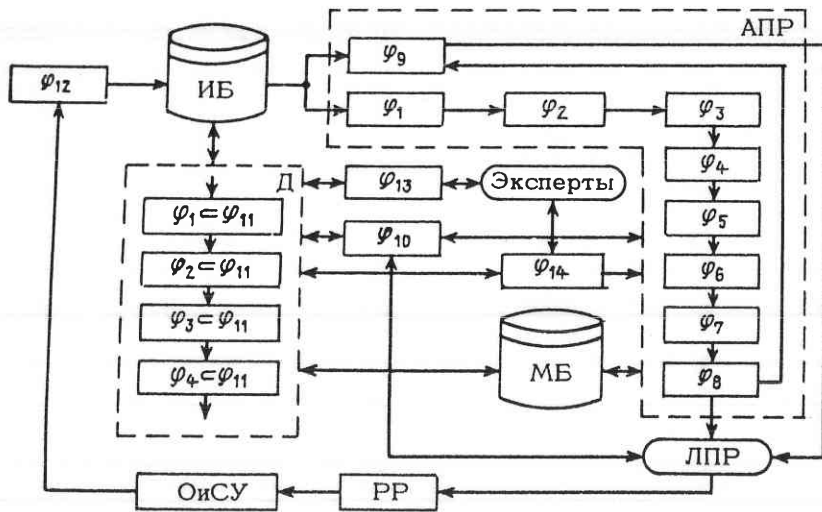 АПР
φ9
φ12
ИБ
φ1
φ2
φ3
Д
φ13
Эксперты
φ4
φ1 ⊂ φ11
φ10
φ5
φ2 ⊂ φ11
φ14
φ6
φ3 ⊂ φ11
φ7
φ4 ⊂ φ11
МБ
φ8
ЛПР
ОиСУ
РР